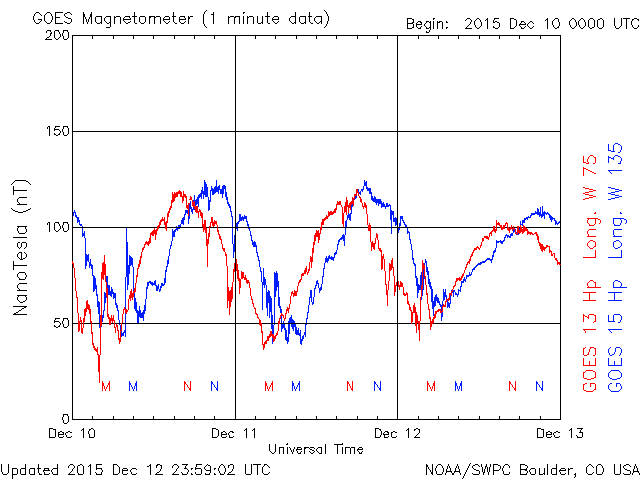 GOES Magnetometer (1 minute data)
Begin: 2015 Dec 10 0000 UTC
200
150
100
50
0
NanoTesla (nT)
M M N N M M N N M M N N
Dec 10 Dec 11 Dec 12 Dec 13
Universal Time
GOES 13 Hp Long. W 75
GOES 15 Hp Long. W 135
Updated 2015 Dec 12 23:59:02 UTC
NOAA/SWPC Boulder, CO USA